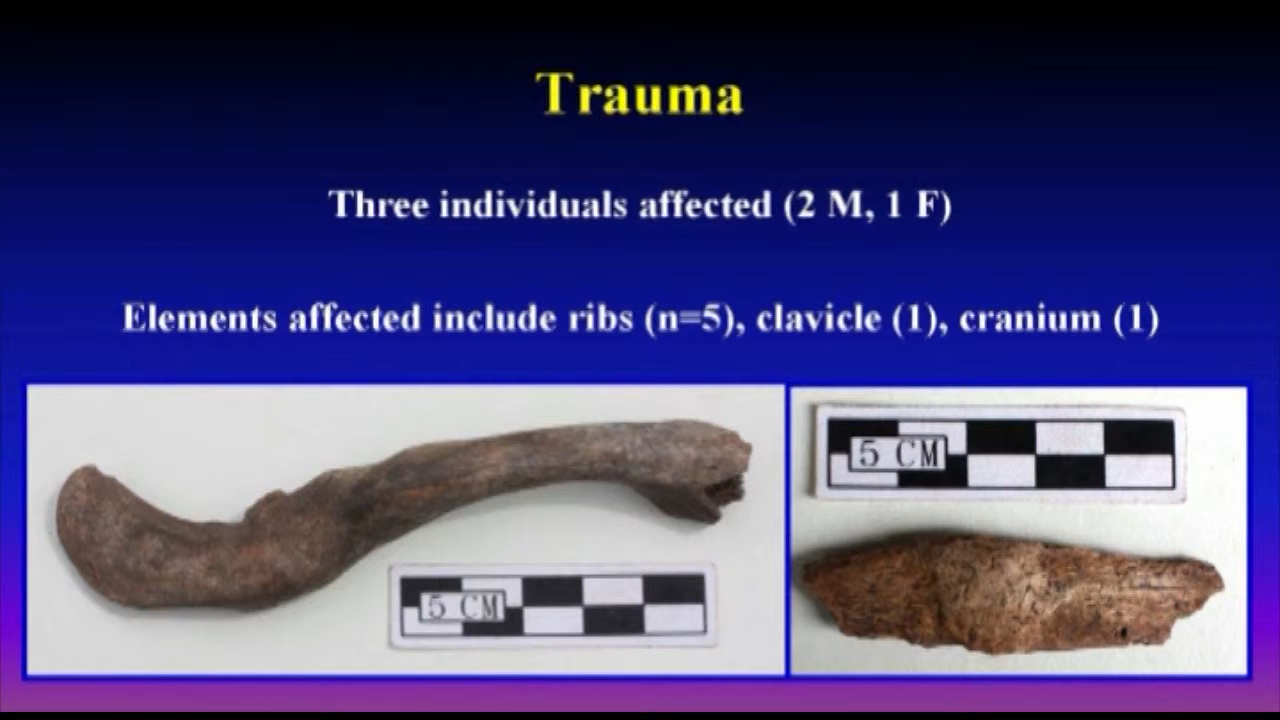 Trauma
Three individuals affected (2 M, 1 F)
Elements affected include ribs (n=5), clavicle (1), cranium (1)
5 CM
5 CM